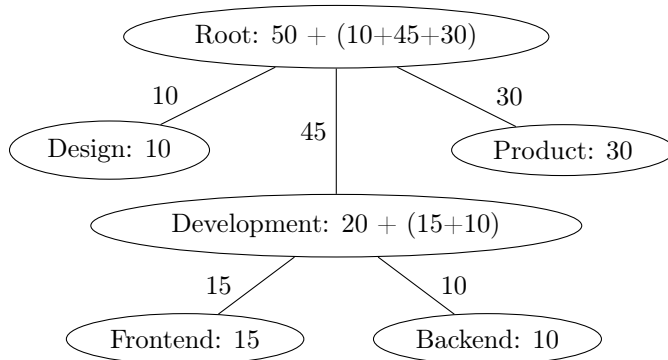 Root: 50 + (10+45+30)
10
30
45
Design: 10
Product: 30
Development: 20 + (15+10)
15
10
Frontend: 15
Backend: 10